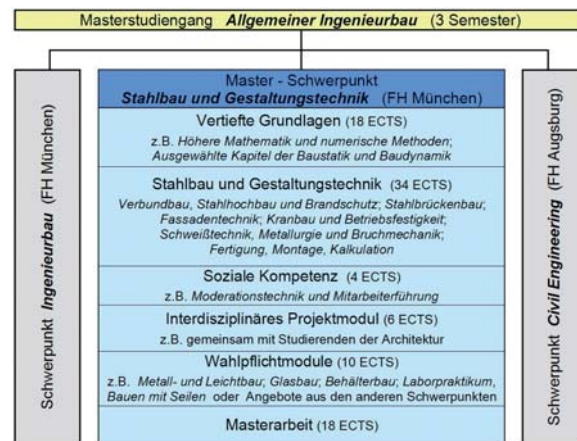 Masterstudiengang Allgemeiner Ingenieurbau (3 Semester)
Schwerpunkt Ingenieurbau (FH München)
Master - Schwerpunkt
Stahlbau und Gestaltungstechnik (FH München)
Vertiefte Grundlagen (18 ECTS)
z.B. Höhere Mathematik und numerische Methoden;
Ausgewählte Kapitel der Baustatik und Baudynamik
Stahlbau und Gestaltungstechnik (34 ECTS)
Verbundbau, Stahlhochbau und Brandschutz; Stahlbrückenbau;
Fassadentechnik; Kranbau und Betriebsfestigkeit;
Schweißtechnik, Metallurgie und Bruchmechanik;
Fertigung, Montage, Kalkulation
Soziale Kompetenz (4 ECTS)
z.B. Moderationstechnik und Mitarbeiterführung
Interdisziplinäres Projektmodul (6 ECTS)
z.B. gemeinsam mit Studierenden der Architektur
Wahlpflichtmodule (10 ECTS)
z.B. Metall- und Leichtbau; Glasbau; Behälterbau; Laborpraktikum,
Bauen mit Seilen oder Angebote aus den anderen Schwerpunkten
Masterarbeit (18 ECTS)
Schwerpunkt Civil Engineering (FH Augsburg)